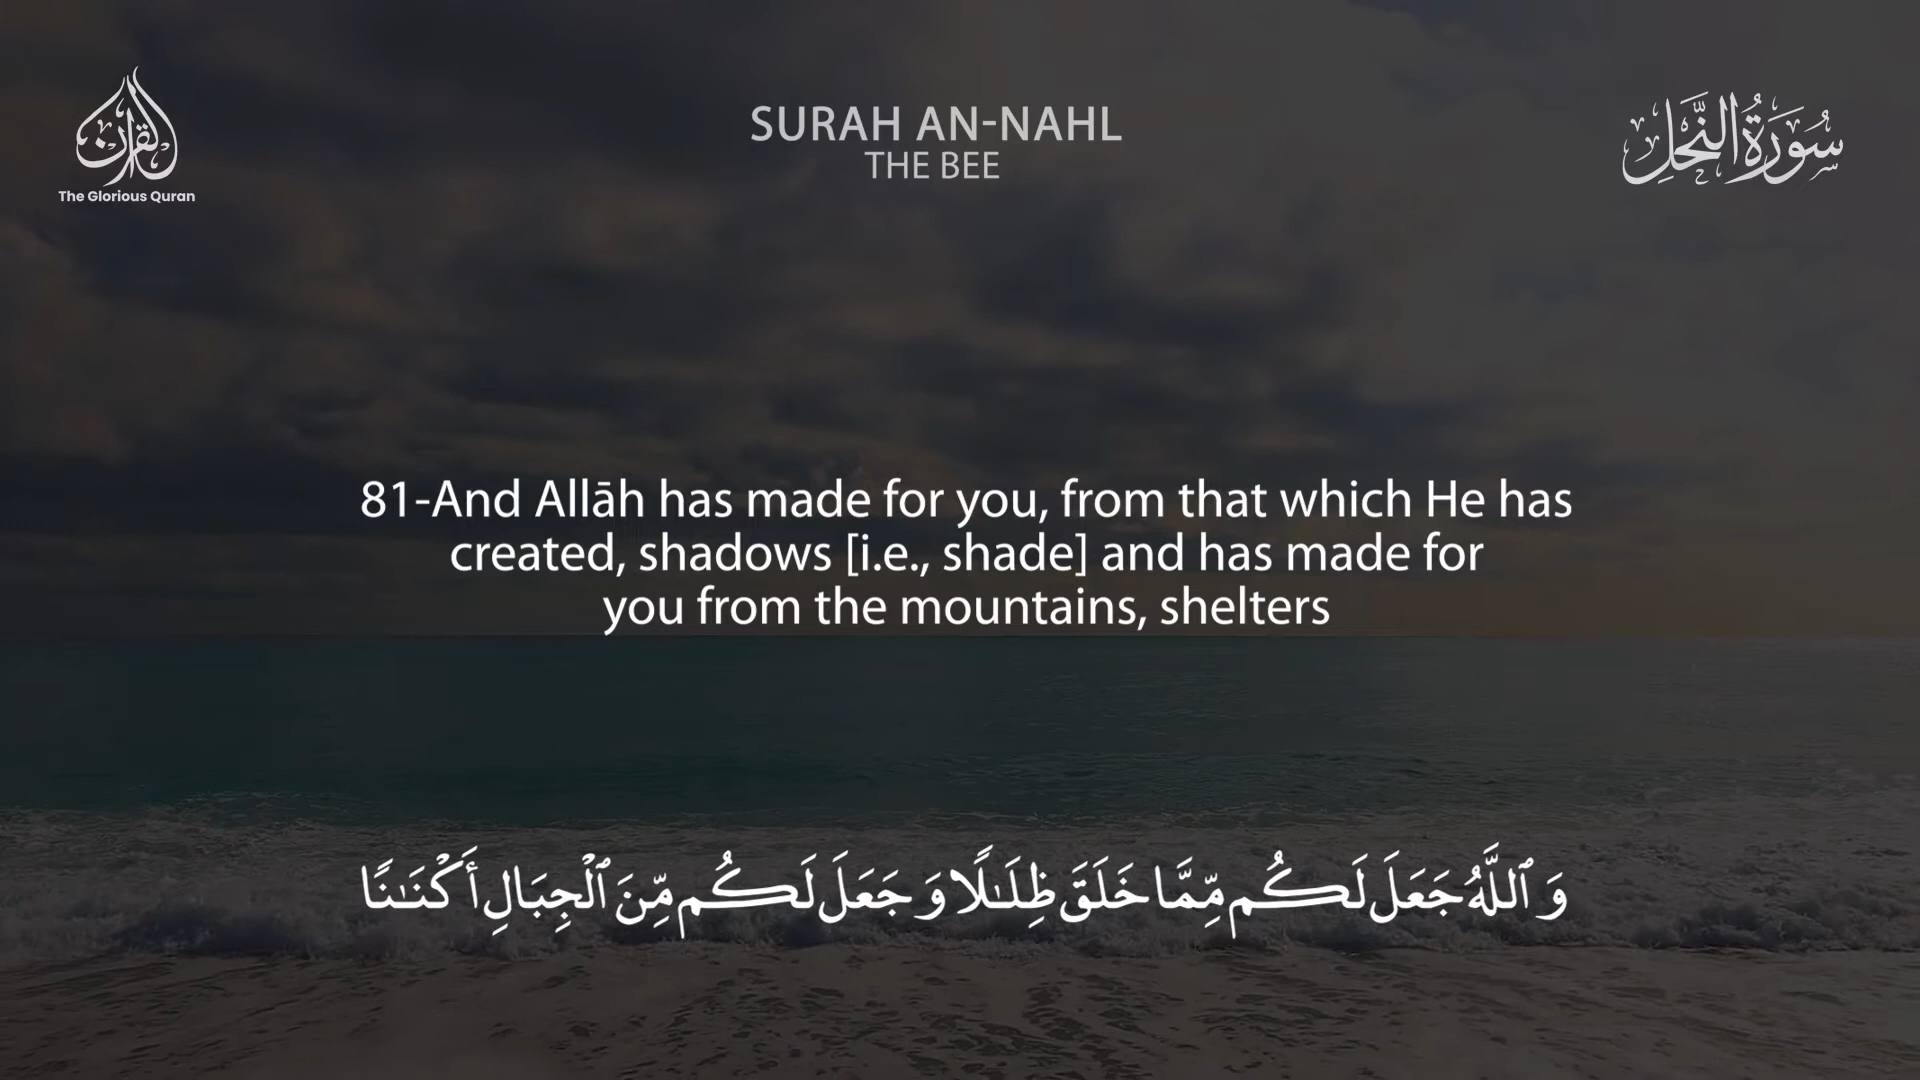 القرآن
The Glorious Quran
SURAH AN-NAHL
THE BEE
سُورَةُ النَّحْلِ
81-And Allāh has made for you, from that which He has
created, shadows [i.e., shade] and has made for
you from the mountains, shelters
وَٱللَّهُ جَعَلَ لَكُم مِّمَّا خَلَقَ ظِلَـٰلًا وَجَعَلَ لَكُم مِّنَ ٱلْجِبَالِ أَكْنَـٰنًا